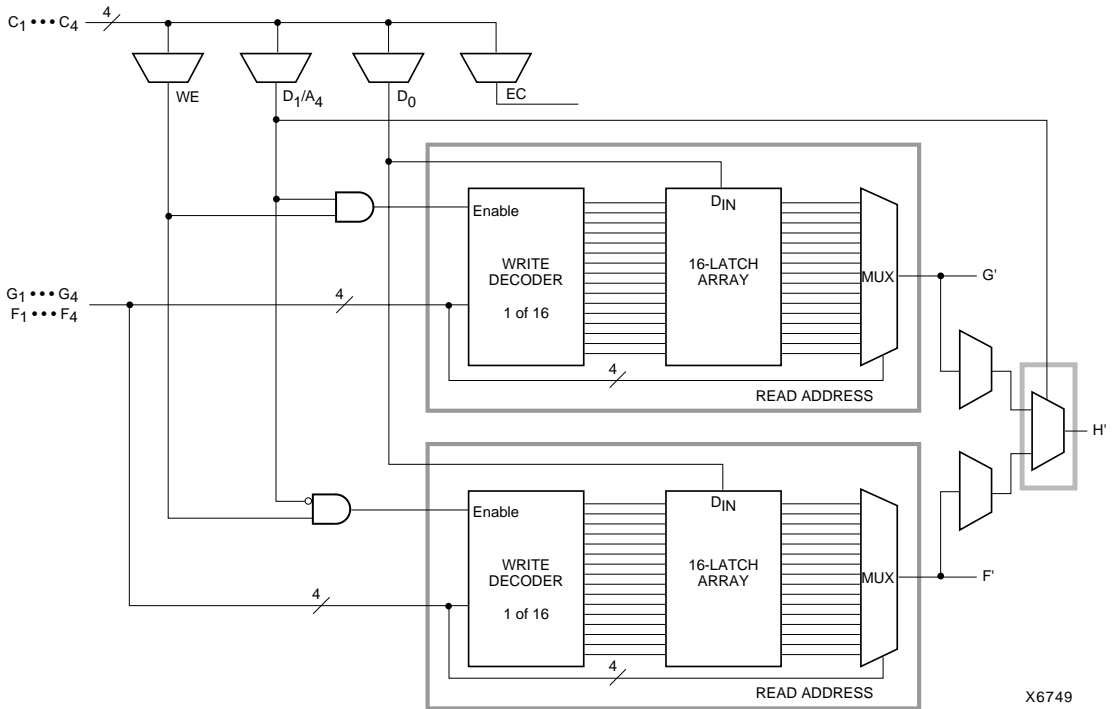 C1 • • • C4
4
WE
D1/A4
D0
EC
Enable
WRITE
DECODER
1 of 16
DIN
16-LATCH
ARRAY
MUX
G'
G1 • • • G4
F1 • • • F4
4
4
READ ADDRESS
H'
Enable
WRITE
DECODER
1 of 16
DIN
16-LATCH
ARRAY
MUX
F'
4
4
READ ADDRESS
X6749